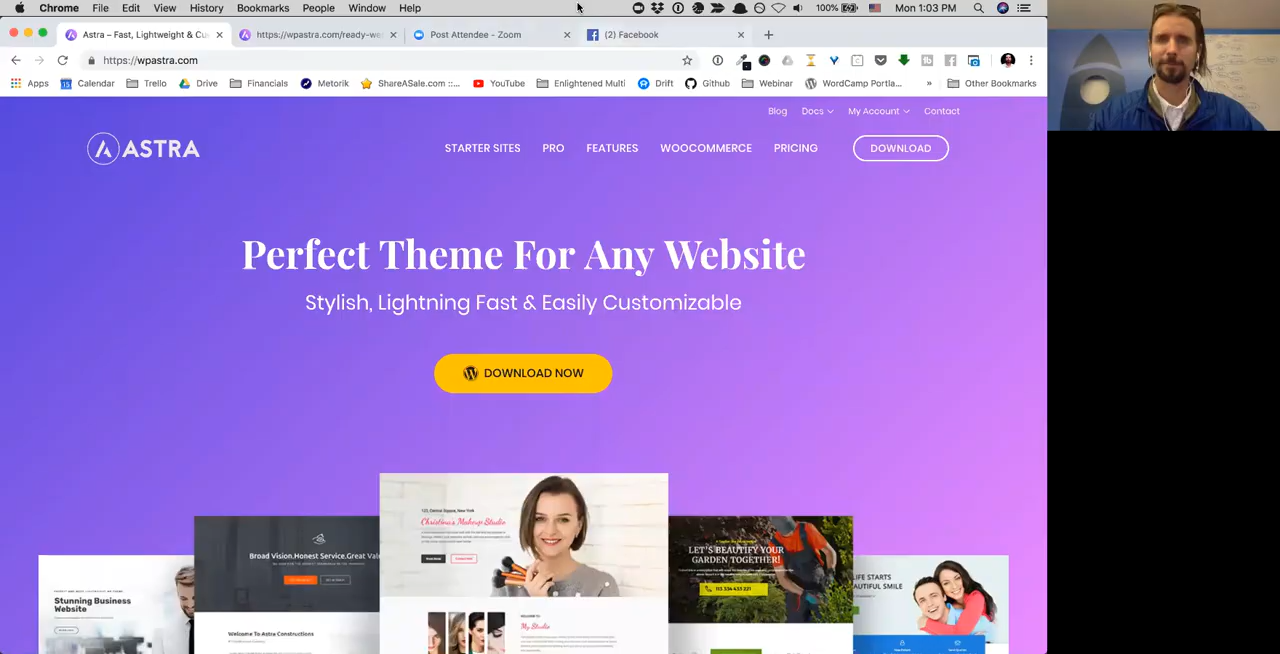 Chrome File Edit View History Bookmarks People Window Help
100% Mon 1:03 PM
Astra – Fast, Lightweight & Cu
https://wpastra.com/ready-we
Post Attendee - Zoom
(2) Facebook
https://wpastra.com
Apps Calendar Trello Drive Financials Metorik ShareASale.com ::... YouTube Enlightened Multi Drift Github Webinar WordCamp Portla... » Other Bookmarks
Blog Docs My Account Contact
ASTRA
STARTER SITES PRO FEATURES WOOCOMMERCE PRICING DOWNLOAD
Perfect Theme For Any Website
Stylish, Lightning Fast & Easily Customizable
DOWNLOAD NOW
Christina's Makeup Studio
Broad Vision.Honest Service.Great Val
LET'S BEAUTIFY YOUR
GARDEN TOGETHER!
LIFE STARTS
BEAUTIFUL SMILE
Stunning Business
Website
Welcome To Astra Constructions
WELCOME TO
My Studio